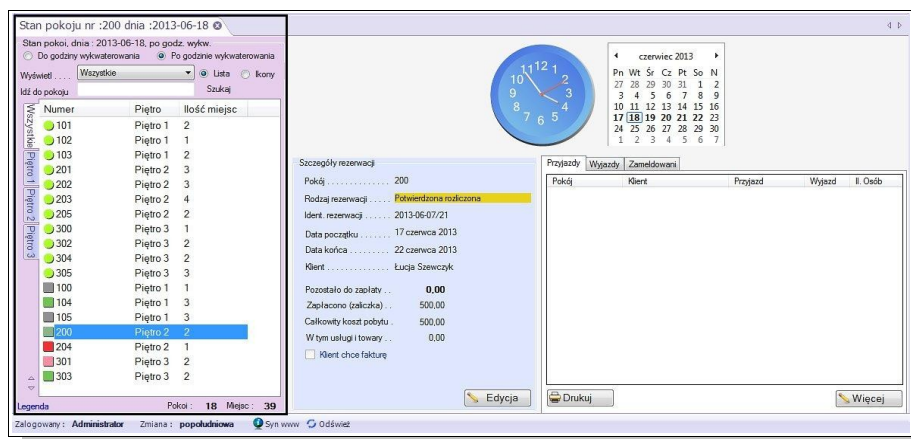 Stan pokoju nr :200 dnia :2013-06-18
Stan pokoi, dnia : 2013-06-18, po godz. wykw.
Do godziny wykwaterowania Po godzinie wykwaterowania
Wyświetl . . . . Wszystkie Lista Ikony
Idź do pokoju Szukaj
Wszystkie
Piętro 1
Piętro 2
Piętro 3
Numer Piętro Ilość miejsc
101 Piętro 1 2
102 Piętro 1 1
103 Piętro 1 2
201 Piętro 2 3
202 Piętro 2 3
203 Piętro 2 4
205 Piętro 2 2
300 Piętro 3 1
302 Piętro 3 2
304 Piętro 3 2
305 Piętro 3 3
100 Piętro 1 1
104 Piętro 1 3
105 Piętro 1 3
200 Piętro 2 2
204 Piętro 2 1
301 Piętro 3 2
303 Piętro 3 2
Legenda Pokoi : 18 Miejsc : 39
12 1 2 3 4 5 6 7 8 9 10 11
czerwiec 2013
Pn Wt Śr Cz Pt So N
27 28 29 30 31 1 2
3 4 5 6 7 8 9
10 11 12 13 14 15 16
17 18 19 20 21 22 23
24 25 26 27 28 29 30
1 2 3 4 5 6 7
Szczegóły rezerwacji
Pokój . . . . . . . . . . . . . . 200
Rodzaj rezerwacji . . . . . Potwierdzona rozliczona
Ident. rezerwacji . . . . . . 2013-06-07/21
Data początku . . . . . . . 17 czerwca 2013
Data końca . . . . . . . . . 22 czerwca 2013
Klient . . . . . . . . . . . . . . Łucja Szewczyk
Pozostało do zapłaty . . 0,00
Zapłacono (zaliczka) . . 500,00
Całkowity koszt pobytu . 500,00
W tym usługi i towary . . 0,00
Klient chce fakturę
Edycja
Przyjazdy Wyjazdy Zameldowani
Pokój Klient Przyjazd Wyjazd Il. Osób
Drukuj Więcej
Zalogowany : Administrator Zmiana : popołudniowa Syn www Odśwież